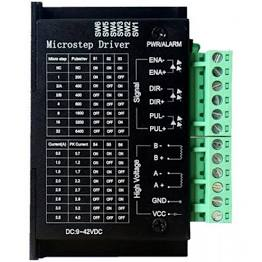 SW6
SW5
SW4
SW3
SW2
SW1
Microstep Driver
PWR/ALARM
Micro step Pulse/rev S1 S2 S3
NC NC ON ON ON
1 200 ON ON OFF
2/A 400 ON OFF ON
2/B 400 OFF ON ON
4 800 ON OFF OFF
8 1600 OFF ON OFF
16 3200 OFF OFF ON
32 6400 OFF OFF OFF
Current(A) PK Current S4 S5 S6
0.5 0.7 ON ON ON
1.0 1.2 ON OFF ON
1.5 1.7 ON ON OFF
2.0 2.2 ON OFF OFF
2.5 2.7 OFF ON ON
2.8 2.9 OFF OFF ON
3.0 3.2 OFF ON OFF
3.5 4.0 OFF OFF OFF
DC:9~42VDC
Signal
ENA-
ENA+
DIR-
DIR+
PUL-
PUL+
High Voltage
B-
B+
A-
A+
GND
VCC